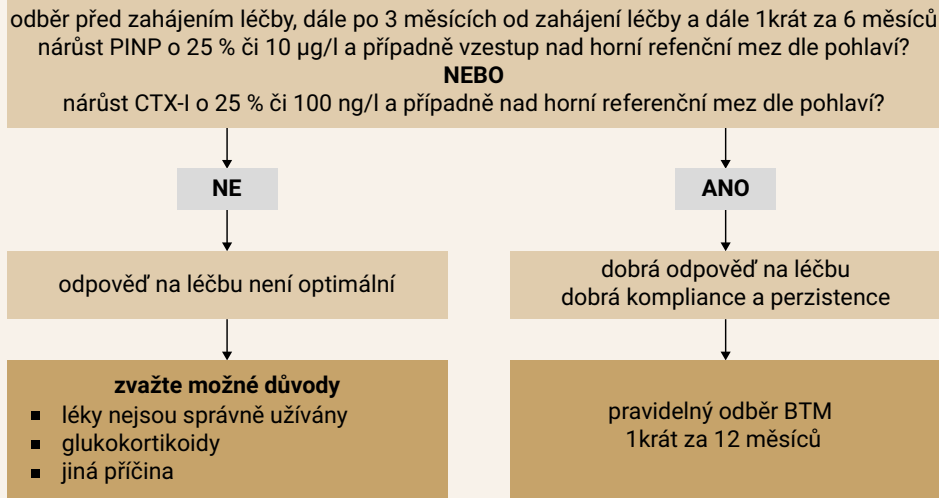 odběr před zahájením léčby, dále po 3 měsících od zahájení léčby a dále 1krát za 6 měsíců
nárůst PINP o 25 % či 10 µg/l a případně vzestup nad horní refenční mez dle pohlaví?
NEBO
nárůst CTX-I o 25 % či 100 ng/l a případně nad horní referenční mez dle pohlaví?
NE
odpověď na léčbu není optimální
zvažte možné důvody
▪ léky nejsou správně užívány
▪ glukokortikoidy
▪ jiná příčina
ANO
dobrá odpověď na léčbu
dobrá kompliance a perzistence
pravidelný odběr BTM
1krát za 12 měsíců